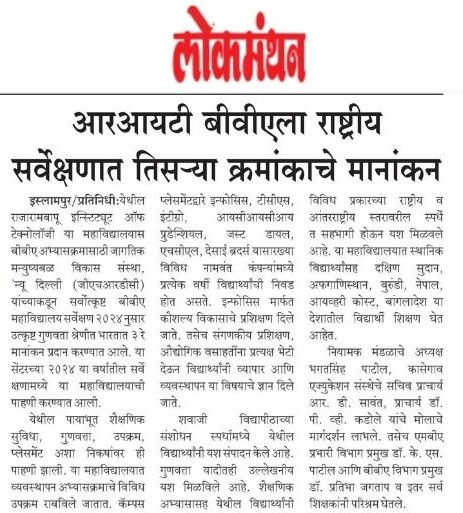 लोकमंथन
आरआयटी बीवीएला राष्ट्रीय
सर्वेक्षणात तिसऱ्या क्रमांकाचे मानांकन
इस्लामपूर/प्रतिनिधी:येथील
राजारामबापू इन्स्टिट्यूट ऑफ
टेक्नोलॉजी या महाविद्यालयास
बीबीए अभ्यासक्रमासाठी जागतिक
मनुष्यबळ विकास संस्था,
'न्यू दिल्ली (जीएचआरडीसी)
यांच्याकडून सर्वोत्कृष्ट बीबीए
महाविद्यालय सर्वेक्षण २०२४नुसार
उत्कृष्ट गुणवता श्रेणीत भारतात ३ रे
मानांकन प्रदान करण्यात आले. या
सेंटरच्या २०२४ या वर्षातील सर्वे
क्षणामध्ये या महाविद्यालयाची
पाहणी करण्यात आली.
येथील पायाभूत शैक्षणिक
सुविधा, गुणवत्ता, उपक्रम,
प्लेसमेंट अशा निकषांवर ही
पाहणी झाली. या महाविद्यालयात
व्यवस्थापन अभ्यासक्रमाचे विविध
उपक्रम राबविले जातात. कॅम्पस
प्लेसमेंटद्वारे इन्फोसिस, टीसीएस,
इंटीग्रो, आयसीआयसीआय
प्रुडेन्शियल, जस्ट डायल,
एचसीएल, देसाई ब्रदर्स यासारख्या
विविध नामवंत कंपन्यांमध्ये
प्रत्येक वर्षी विद्यार्थ्यांची निवड
होत असते. इन्फोसिस मार्फत
कौशल्य विकासाचे प्रशिक्षण दिले
जाते. तसेच संगणकीय प्रशिक्षण,
औद्योगिक वसाहतींना प्रत्यक्ष भेटी
देऊन विद्यार्थ्यांनी व्यापार आणि
व्यवस्थापन या विषयाचे ज्ञान दिले
जाते.
शवाजी विद्यापीठाच्या
संशोधन स्पर्धामध्ये येथील
विद्यार्थ्यांनी यश संपादन केले आहे.
गुणवत्ता यादीतही उल्लेखनीय
यश मिळविले आहे. शैक्षणिक
अभ्यासासह येथील विद्यार्थ्यांनी
विविध प्रकारच्या राष्ट्रीय व
आंतरराष्ट्रीय स्तरावरील स्पर्धे
त सहभागी होऊन यश मिळवले
आहे. या महाविद्यालयात स्थानिक
विद्यार्थ्यांसह दक्षिण सुदान,
अफगाणिस्थान, बुरुंडी, नेपाल,
आयव्हरी कोस्ट, बांगलादेश या
देशातील विद्यार्थी शिक्षण घेत
आहेत.
नियामक मंडळाचे अध्यक्ष
भगतसिंह पाटील, कासेगाव
एज्युकेशन संस्थेचे सचिव प्राचार्य
आर. डी. सावंत, प्राचार्य डॉ.
पी. व्ही. कडोले यांचे मोलाचे
मार्गदर्शन लाभले. तसेच एमबीए
प्रभारी विभाग प्रमुख डॉ. के. एस.
पाटील आणि बीबीए विभाग प्रमुख
डॉ. प्रतिभा जगताप व इतर सर्व
शिक्षकांनी परिश्रम घेतले.